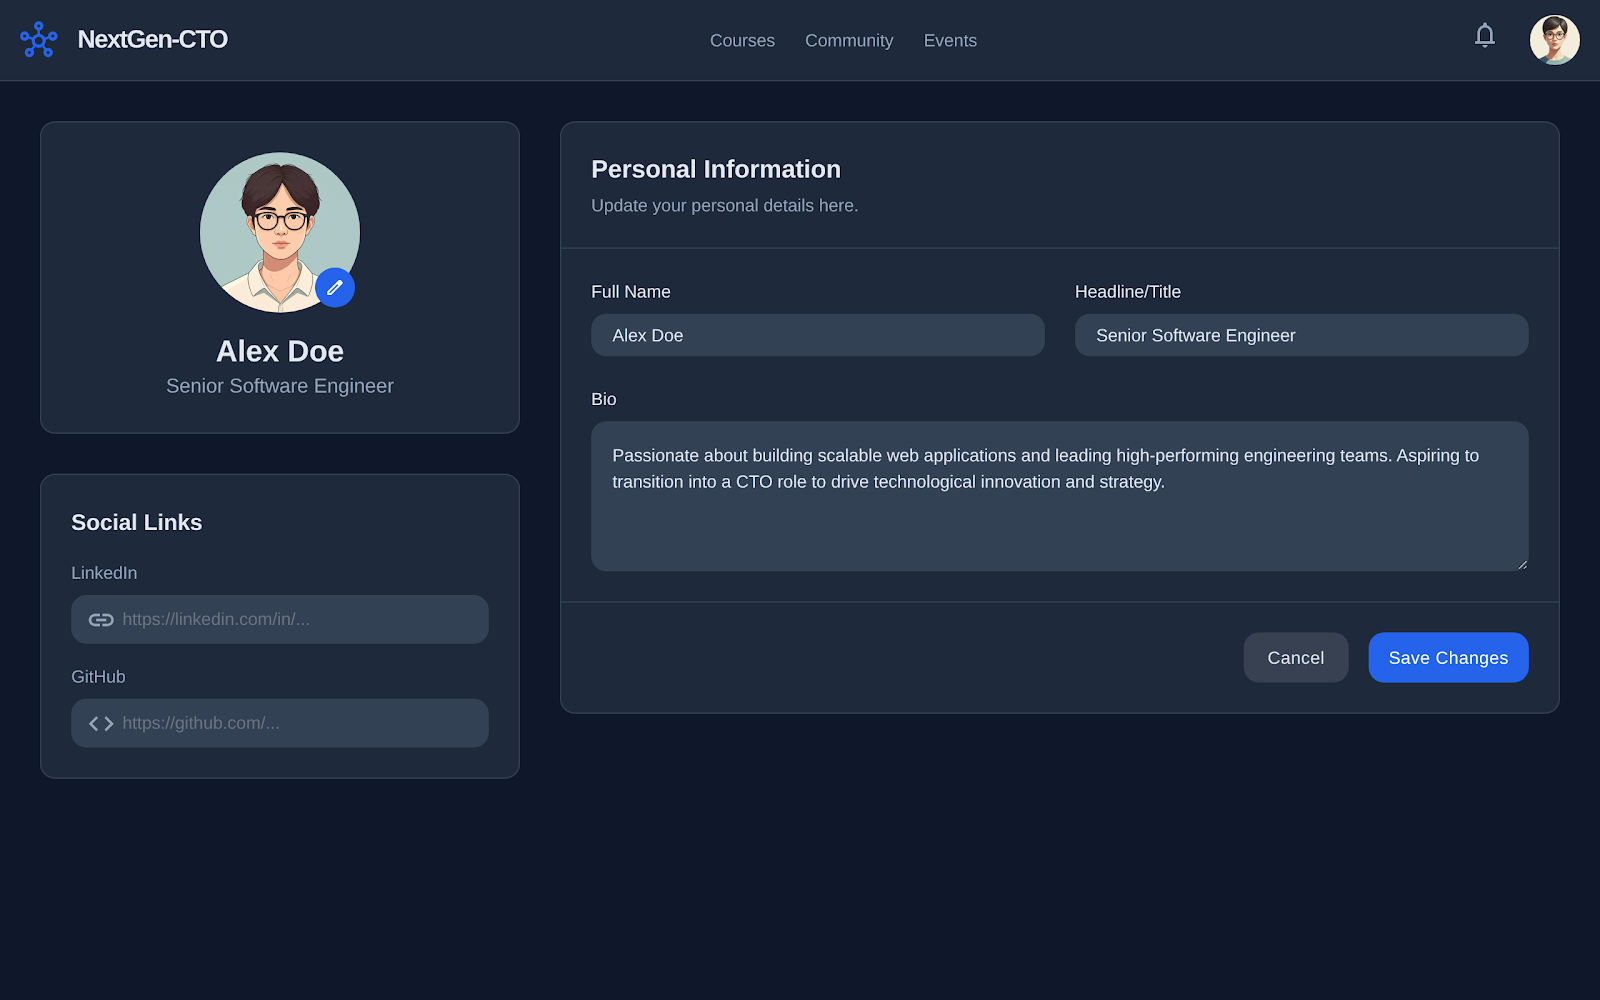 NextGen-CTO
Courses
Community
Events
Alex Doe
Senior Software Engineer
Social Links
LinkedIn
https://linkedin.com/in/...
GitHub
https://github.com/...
Personal Information
Update your personal details here.
Full Name
Alex Doe
Headline/Title
Senior Software Engineer
Bio
Passionate about building scalable web applications and leading high-performing engineering teams. Aspiring to
transition into a CTO role to drive technological innovation and strategy.
Cancel
Save Changes